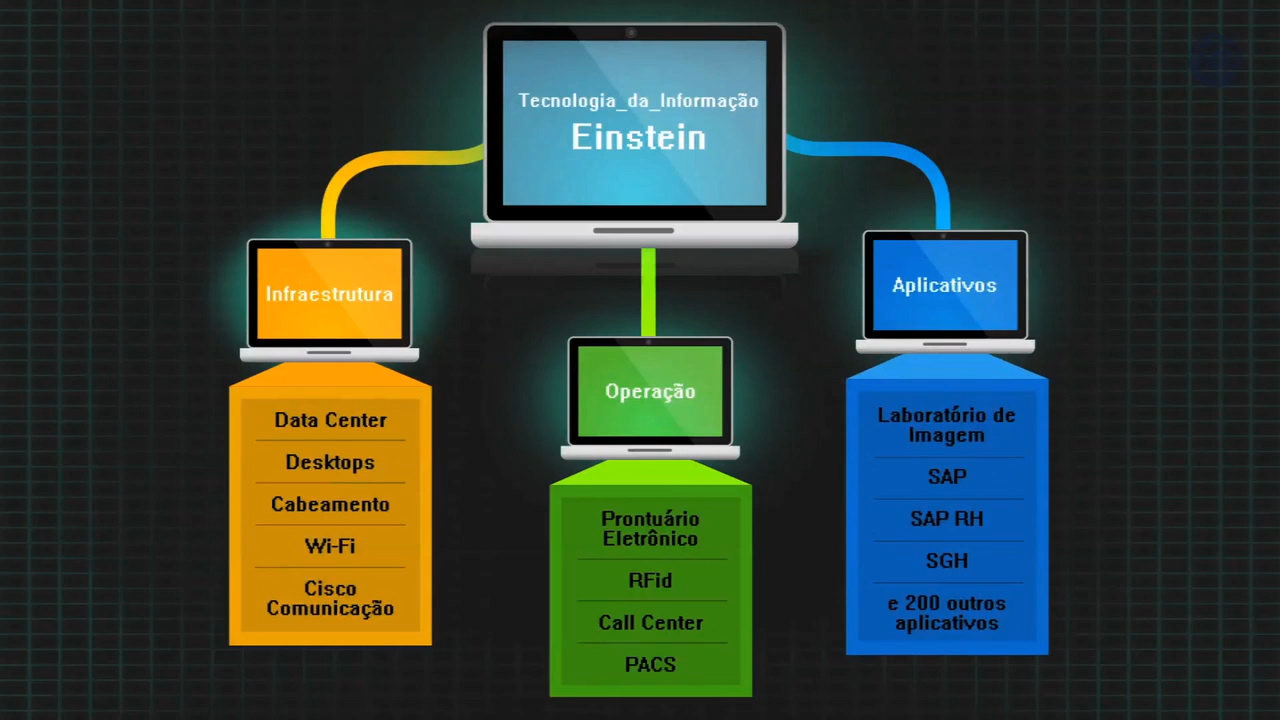 Tecnologia_da_Informação
Einstein
Infraestrutura
Data Center
Desktops
Cabeamento
Wi-Fi
Cisco
Comunicação
Operação
Prontuário
Eletrônico
RFid
Call Center
PACS
Aplicativos
Laboratório de
Imagem
SAP
SAP RH
SGH
e 200 outros
aplicativos